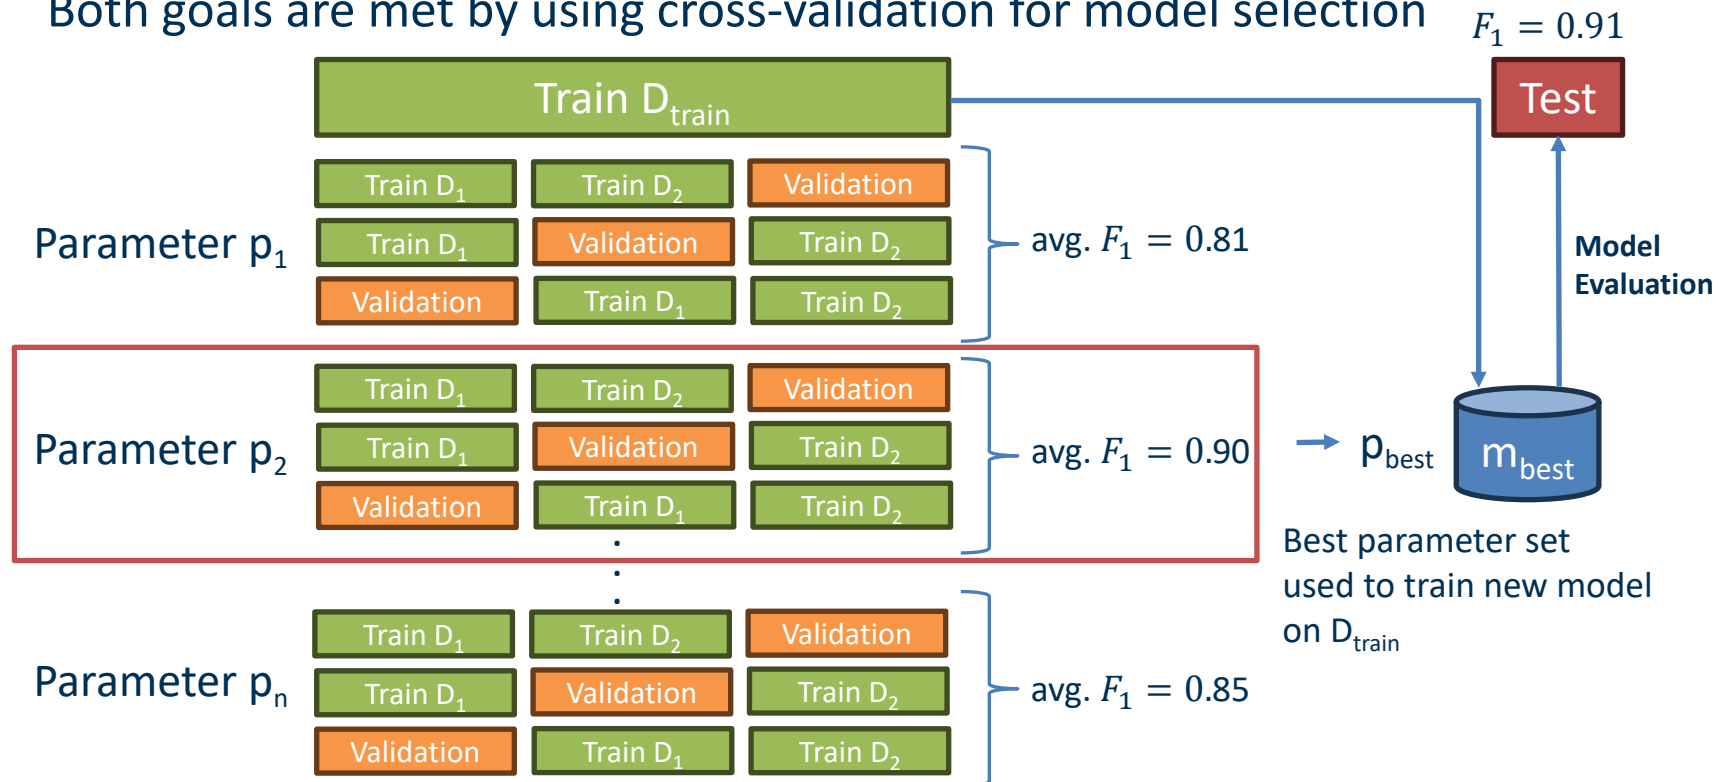 Both goals are met by using cross-validation for model selection
F₁ = 0.91
Train D_train
Test
Train D₁ Train D₂ Validation
Parameter p₁
Train D₁ Validation Train D₂
avg. F₁ = 0.81
Validation Train D₁ Train D₂
Model
Evaluation
Train D₁ Train D₂ Validation
Parameter p₂
Train D₁ Validation Train D₂
avg. F₁ = 0.90
p_best
m_best
Validation Train D₁ Train D₂
Best parameter set
used to train new model
on D_train
.
.
.
Train D₁ Train D₂ Validation
Parameter pₙ
Train D₁ Validation Train D₂
avg. F₁ = 0.85
Validation Train D₁ Train D₂